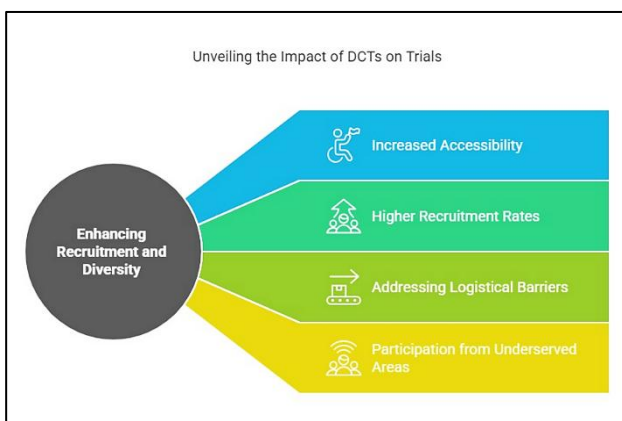 Unveiling the Impact of DCTs on Trials
Enhancing
Recruitment and
Diversity
Increased Accessibility
Higher Recruitment Rates
Addressing Logistical Barriers
Participation from Underserved
Areas